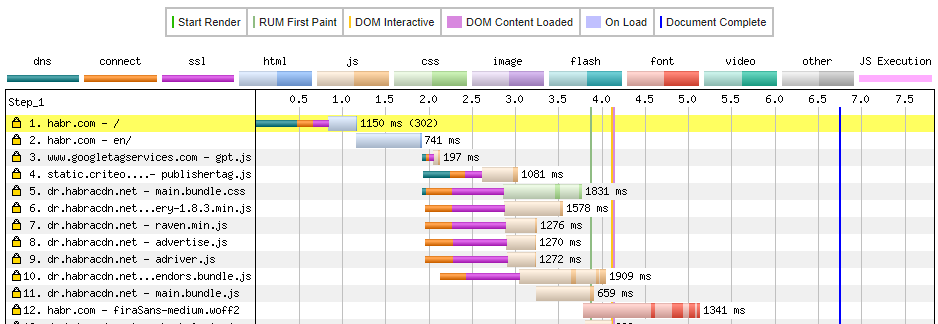 Start Render RUM First Paint DOM Interactive DOM Content Loaded On Load Document Complete
dns connect ssl html js css image flash font video other JS Execution
Step_1 0.5 1.0 1.5 2.0 2.5 3.0 3.5 4.0 4.5 5.0 5.5 6.0 6.5 7.0 7.5
1. habr.com - / 1150 ms (302)
2. habr.com - en/ 741 ms
3. www.googletagservices.com - gpt.js 197 ms
4. static.criteo....- publishertag.js 1081 ms
5. dr.habracdn.net - main.bundle.css 1831 ms
6. dr.habracdn.net...ery-1.8.3.min.js 1578 ms
7. dr.habracdn.net - raven.min.js 1276 ms
8. dr.habracdn.net - advertise.js 1270 ms
9. dr.habracdn.net - adriver.js 1272 ms
10. dr.habracdn.net...endors.bundle.js 1909 ms
11. dr.habracdn.net - main.bundle.js 659 ms
12. habr.com - firaSans-medium.woff2 1341 ms